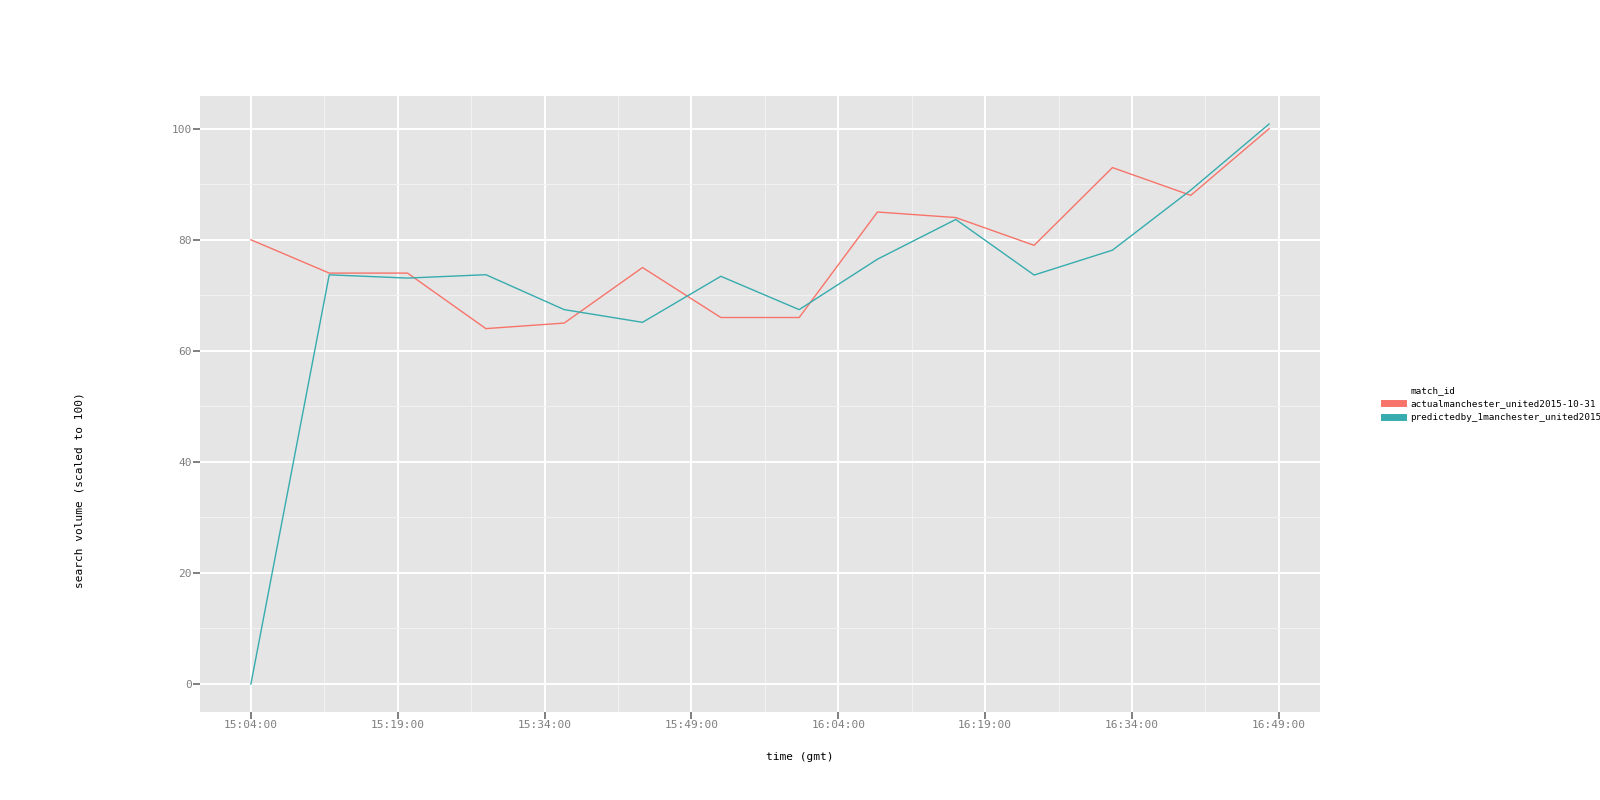 100
80
60
40
20
0
search volume (scaled to 100)
15:04:00 15:19:00 15:34:00 15:49:00 16:04:00 16:19:00 16:34:00 16:49:00
time (gmt)
match_id
actualmanchester_united2015-10-31
predictedby_1manchester_united2015